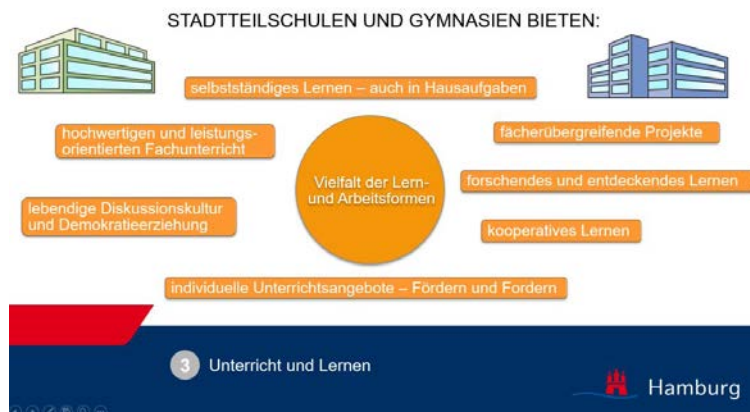 STADTTEILSCHULEN UND GYMNASIEN BIETEN:
selbstständiges Lernen – auch in Hausaufgaben
hochwertigen und leistungs-
orientierten Fachunterricht
fächerübergreifende Projekte
Vielfalt der Lern-
und Arbeitsformen
forschendes und entdeckendes Lernen
lebendige Diskussionskultur
und Demokratieerziehung
kooperatives Lernen
individuelle Unterrichtsangebote – Fördern und Fordern
3 Unterricht und Lernen
Hamburg